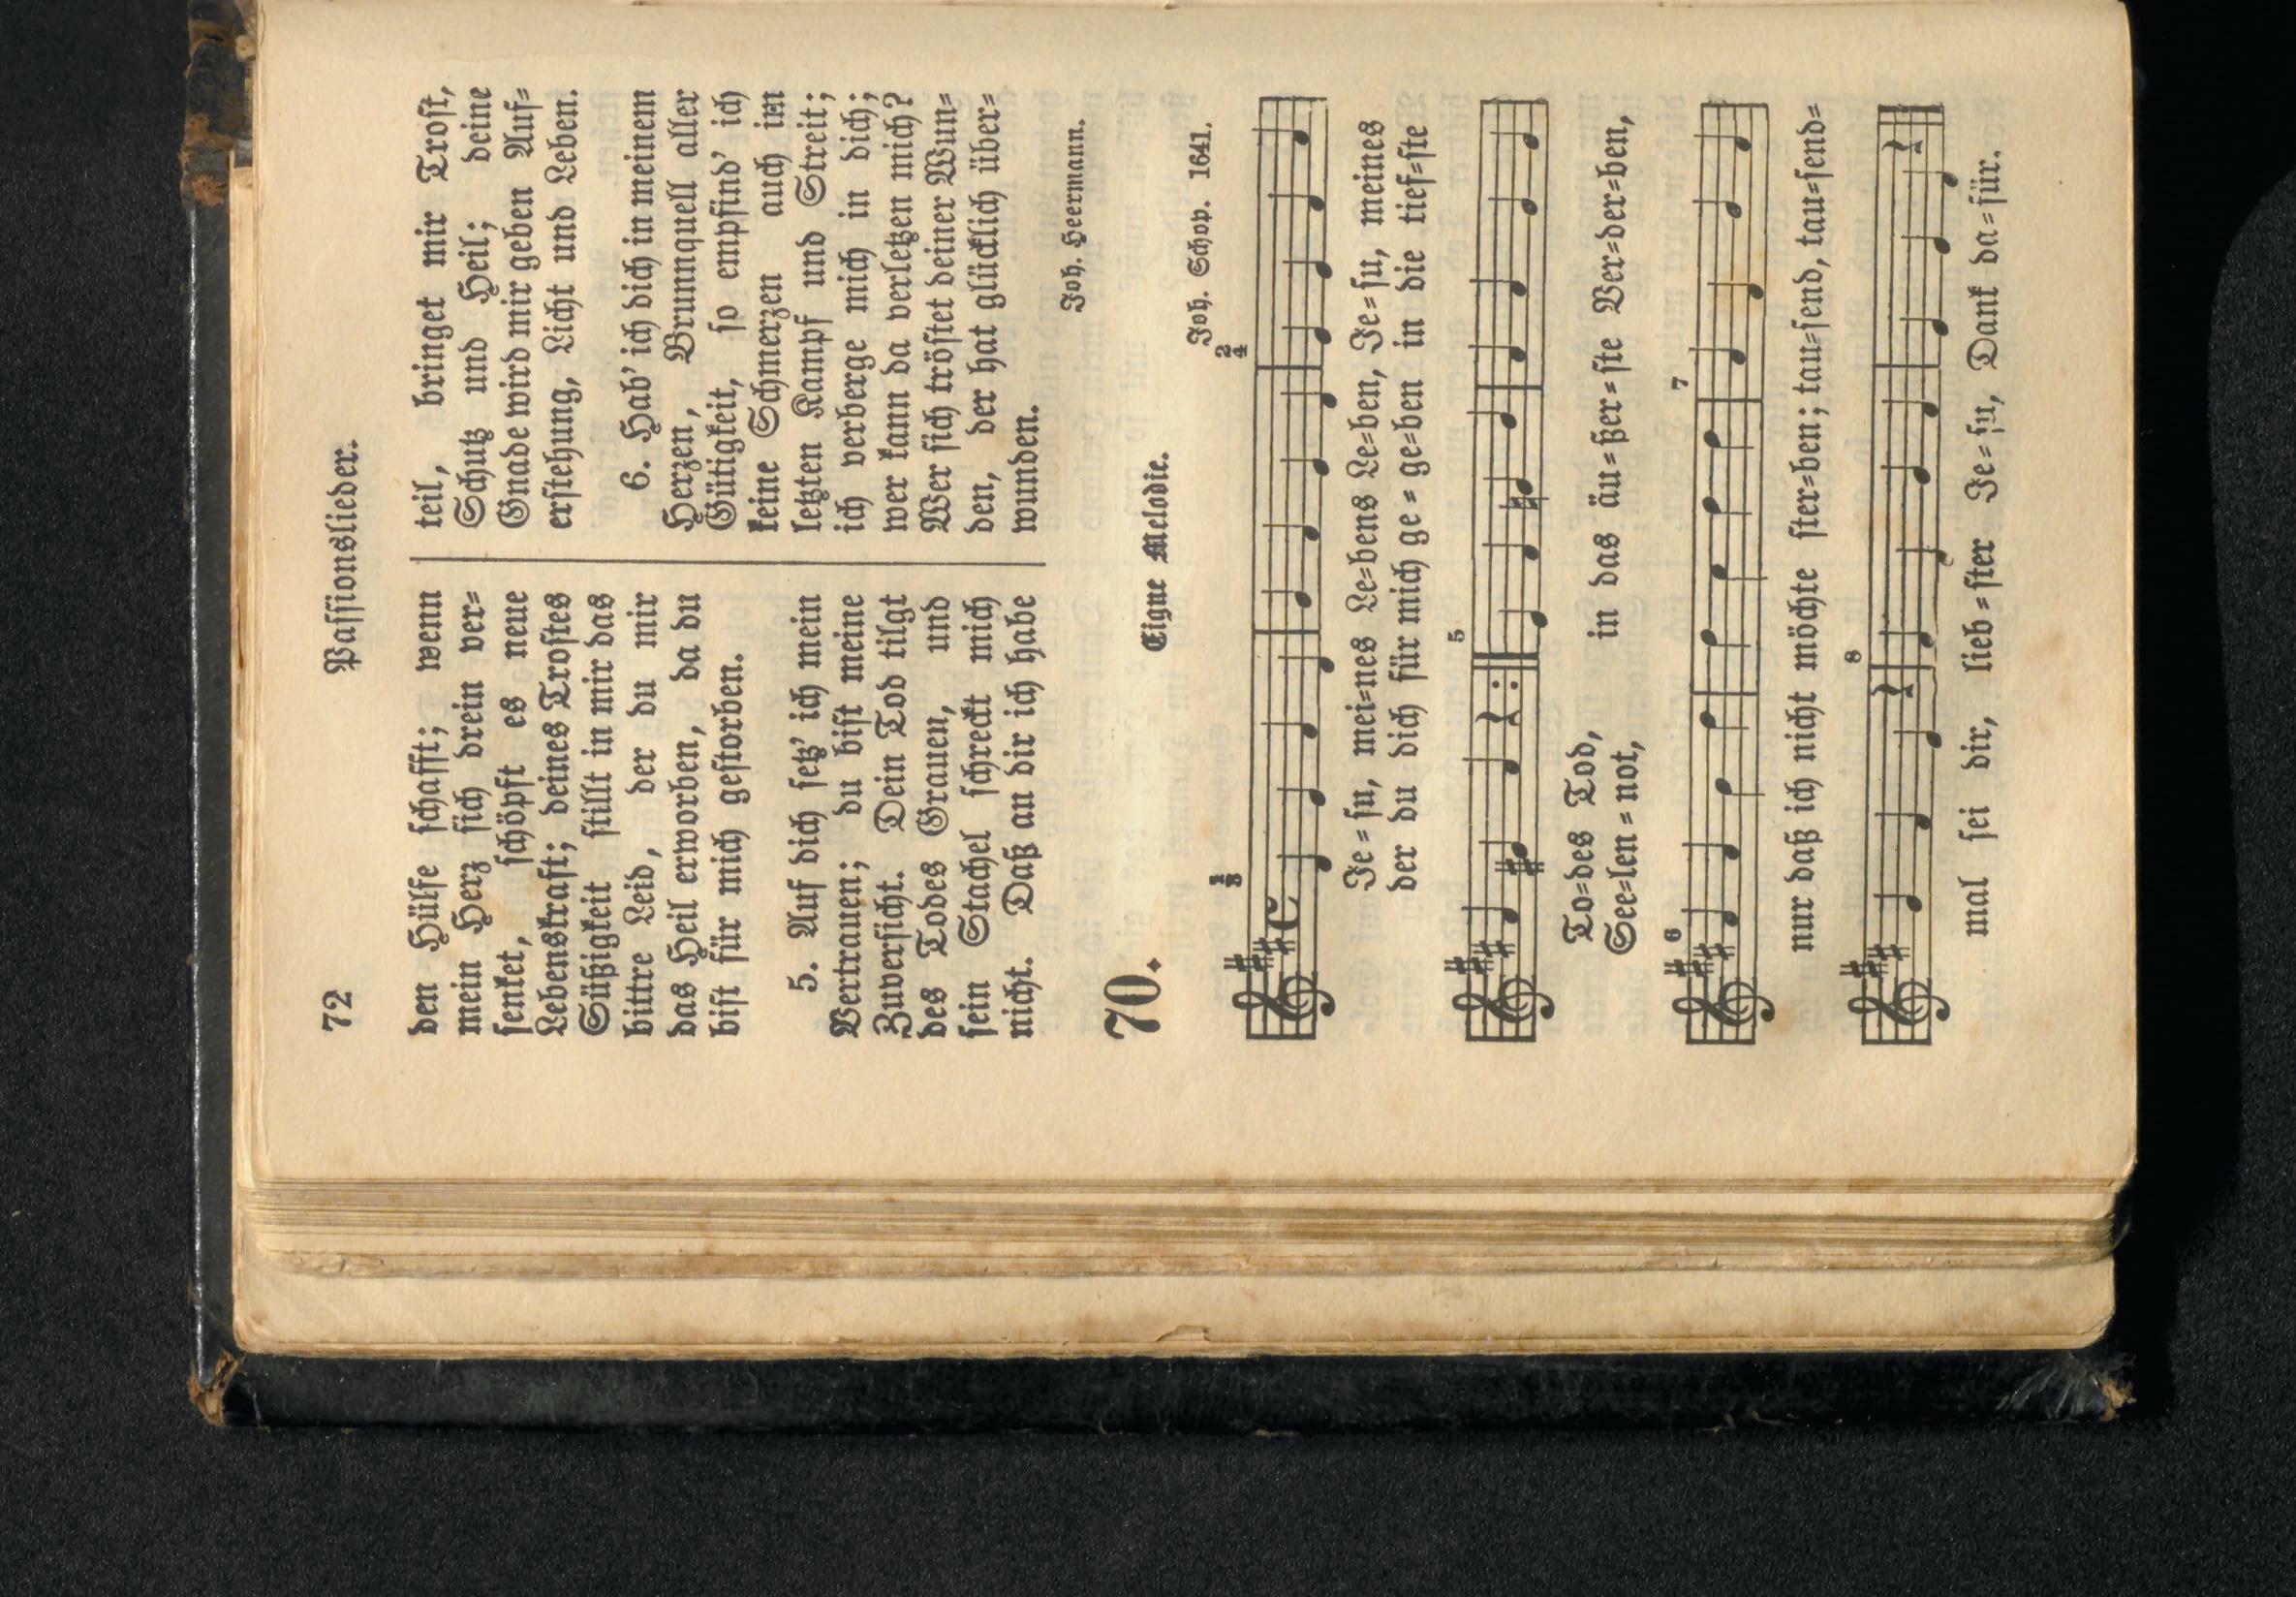 72
Passionslieder.
den Hülfe schafft; wenn
mein Herz sich drein ver=
senket, schöpft es neue
Lebenskraft; deines Trostes
Süßigkeit stillt in mir das
bittre Leid, der du mir
das Heil erworben, da du
bist für mich gestorben.
5. Auf dich setz' ich mein
Vertrauen; du bist meine
Zuversicht. Dein Tod tilgt
des Todes Grauen, und
sein Stachel schreckt mich
nicht. Daß an dir ich habe
teil, bringet mir Trost,
Schutz und Heil; deine
Gnade wird mir geben Auf=
erstehung, Licht und Leben.
6. Hab' ich dich in meinem
Herzen, Brunnquell aller
Gütigkeit, so empfind' ich
keine Schmerzen auch im
letzten Kampf und Streit;
ich verberge mich in dich;
wer kann da verletzen mich?
Wer sich tröstet deiner Wun=
den, der hat glücklich über=
wunden.
Joh. Heermann.
70.
Eigne Melodie.
Joh. Schop. 1641.
1 3
2 4
Je = su, mei=nes Le=bens Le=ben, Je = su, meines
der du dich für mich ge = ge=ben in die tief=ste
5
To=des Tod,
in das äu=ßer = ste Ver=der=ben,
See=len = not,
6
7
nur daß ich nicht möchte ster=ben; tau=send, tau=send=
8
mal sei dir, lieb = ster Je = su, Dank da = für.